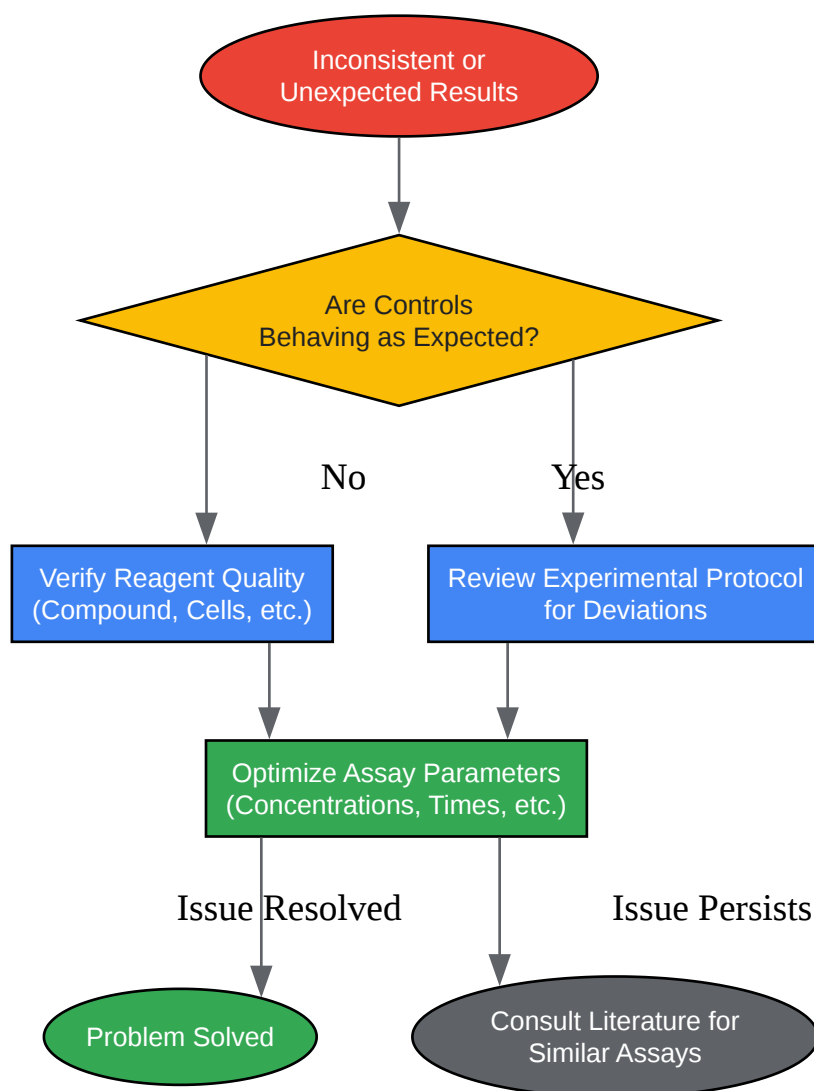 Inconsistent or
Unexpected Results
Are Controls
Behaving as Expected?
No
Yes
Verify Reagent Quality
(Compound, Cells, etc.)
Review Experimental Protocol
for Deviations
Optimize Assay Parameters
(Concentrations, Times, etc.)
Issue Resolved
Issue Persists
Problem Solved
Consult Literature for
Similar Assays